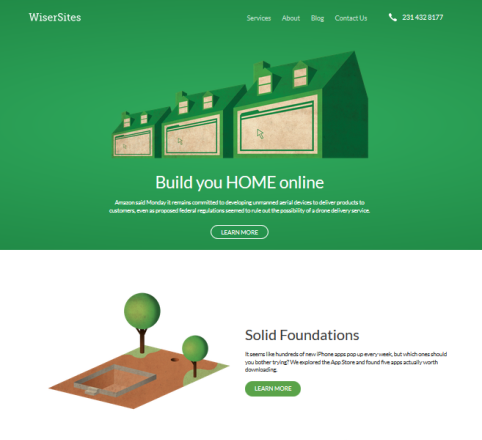 WiserSites
Services About Blog Contact Us 231 432 8177
Build you HOME online
Amazon said Monday it remains committed to developing unmanned aerial devices to deliver products to
customers, even as proposed federal regulations seemed to rule out the possibility of a drone delivery service.
LEARN MORE
Solid Foundations
It seems like hundreds of new iPhone apps pop up every week, but which ones should
you bother trying? We explored the App Store and found five apps actually worth
downloading.
LEARN MORE